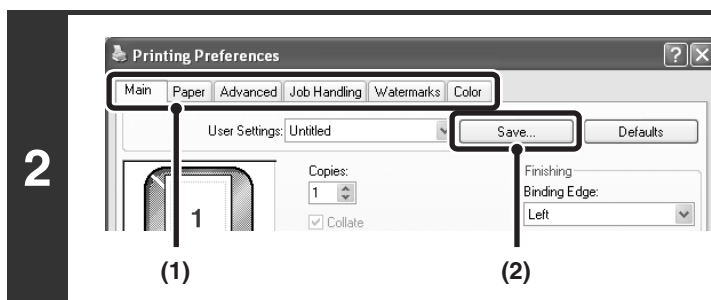 2
Printing Preferences
Main Paper Advanced Job Handling Watermarks Color
User Settings: Untitled Save... Defaults
Copies: Finishing
1 Binding Edge:
1 Collate Left
(1) (2)